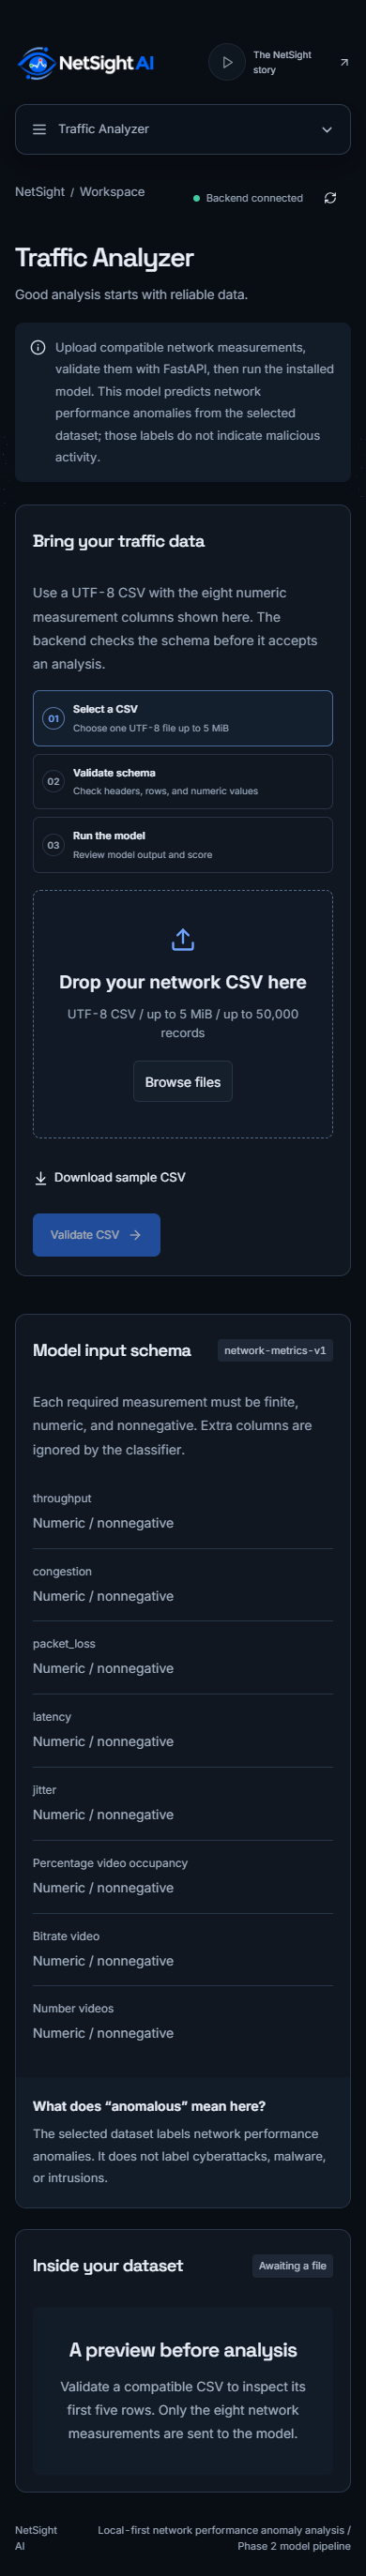 NetSight AI
The NetSight
story
Traffic Analyzer
NetSight / Workspace
Backend connected
Traffic Analyzer
Good analysis starts with reliable data.
Upload compatible network measurements,
validate them with FastAPI, then run the installed
model. This model predicts network
performance anomalies from the selected
dataset; those labels do not indicate malicious
activity.
Bring your traffic data
Use a UTF-8 CSV with the eight numeric
measurement columns shown here. The
backend checks the schema before it accepts
an analysis.
01
Select a CSV
Choose one UTF-8 file up to 5 MiB
02
Validate schema
Check headers, rows, and numeric values
03
Run the model
Review model output and score
Drop your network CSV here
UTF-8 CSV / up to 5 MiB / up to 50,000
records
Browse files
Download sample CSV
Validate CSV
Model input schema
network-metrics-v1
Each required measurement must be finite,
numeric, and nonnegative. Extra columns are
ignored by the classifier.
throughput
Numeric / nonnegative
congestion
Numeric / nonnegative
packet_loss
Numeric / nonnegative
latency
Numeric / nonnegative
jitter
Numeric / nonnegative
Percentage video occupancy
Numeric / nonnegative
Bitrate video
Numeric / nonnegative
Number videos
Numeric / nonnegative
What does “anomalous” mean here?
The selected dataset labels network performance
anomalies. It does not label cyberattacks, malware,
or intrusions.
Inside your dataset
Awaiting a file
A preview before analysis
Validate a compatible CSV to inspect its
first five rows. Only the eight network
measurements are sent to the model.
NetSight
AI
Local-first network performance anomaly analysis /
Phase 2 model pipeline